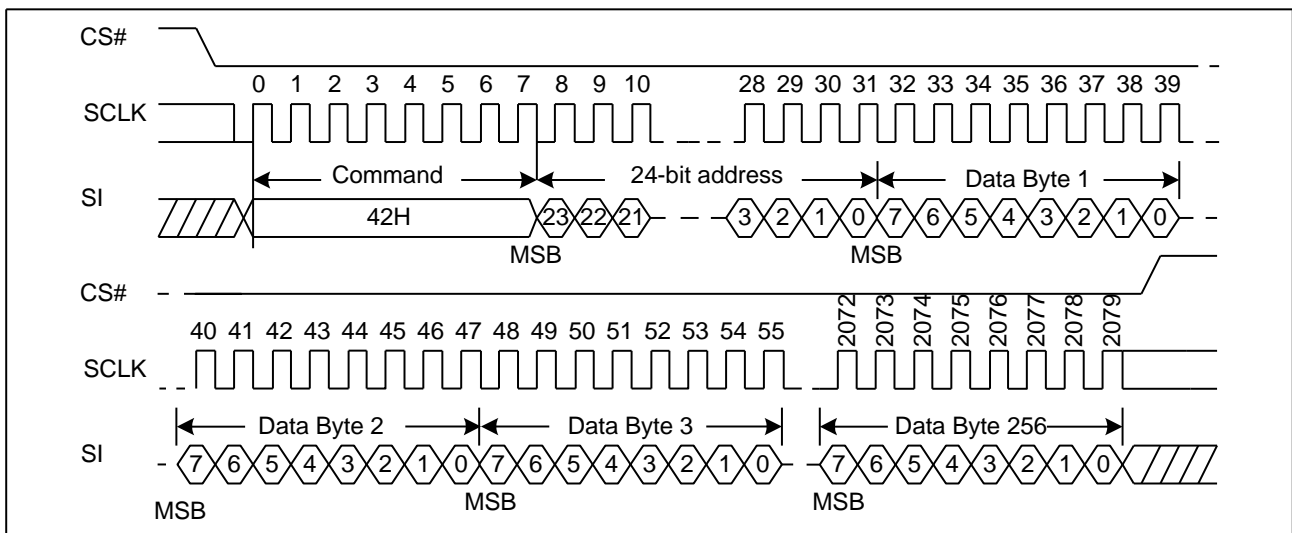 CS#
0 1 2 3 4 5 6 7 8 9 10 28 29 30 31 32 33 34 35 36 37 38 39
SCLK
Command 24-bit address Data Byte 1
SI
42H 23 22 21 3 2 1 0 7 6 5 4 3 2 1 0
MSB MSB
CS#
40 41 42 43 44 45 46 47 48 49 50 51 52 53 54 55 2072 2073 2074 2075 2076 2077 2078 2079
SCLK
Data Byte 2 Data Byte 3 Data Byte 256
SI
7 6 5 4 3 2 1 0 7 6 5 4 3 2 1 0 7 6 5 4 3 2 1 0
MSB MSB MSB